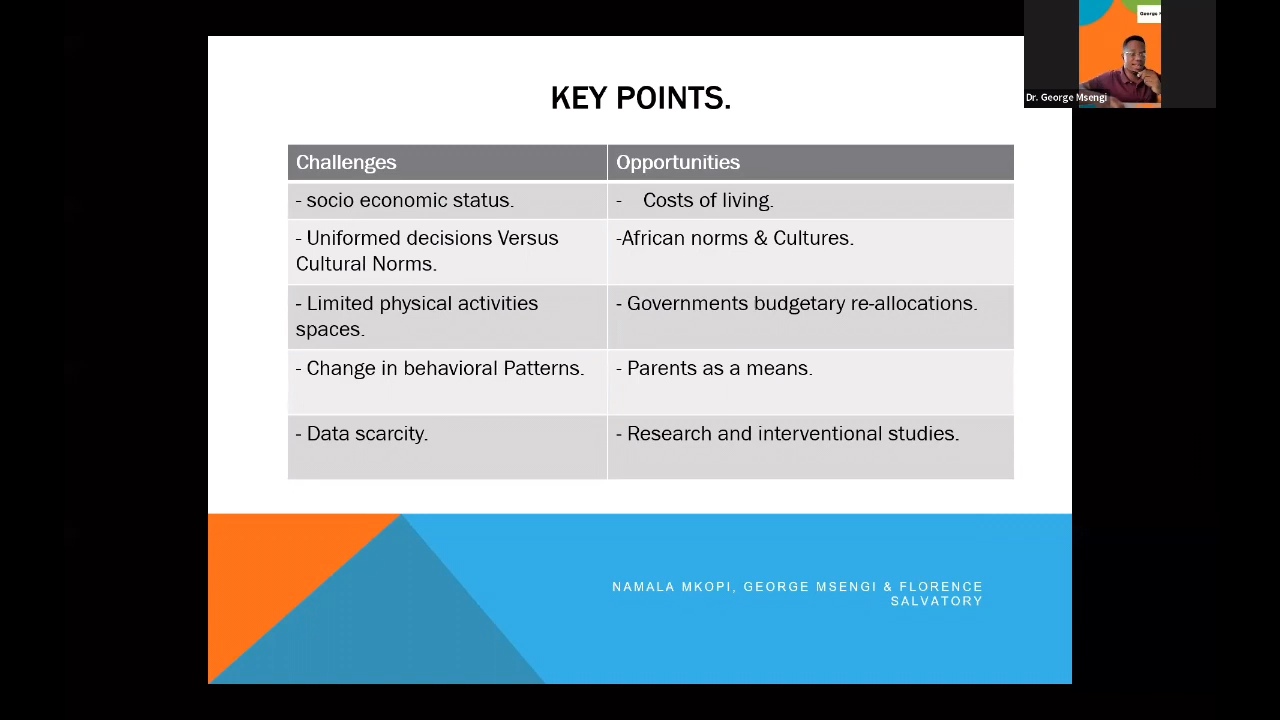 George M
Dr. George Msengi
KEY POINTS.
Challenges
Opportunities
- socio economic status.
- Costs of living.
- Uniformed decisions Versus
Cultural Norms.
-African norms & Cultures.
- Limited physical activities
spaces.
- Governments budgetary re-allocations.
- Change in behavioral Patterns.
- Parents as a means.
- Data scarcity.
- Research and interventional studies.
NAMALA MKOPI, GEORGE MSENGI & FLORENCE
SALVATORY